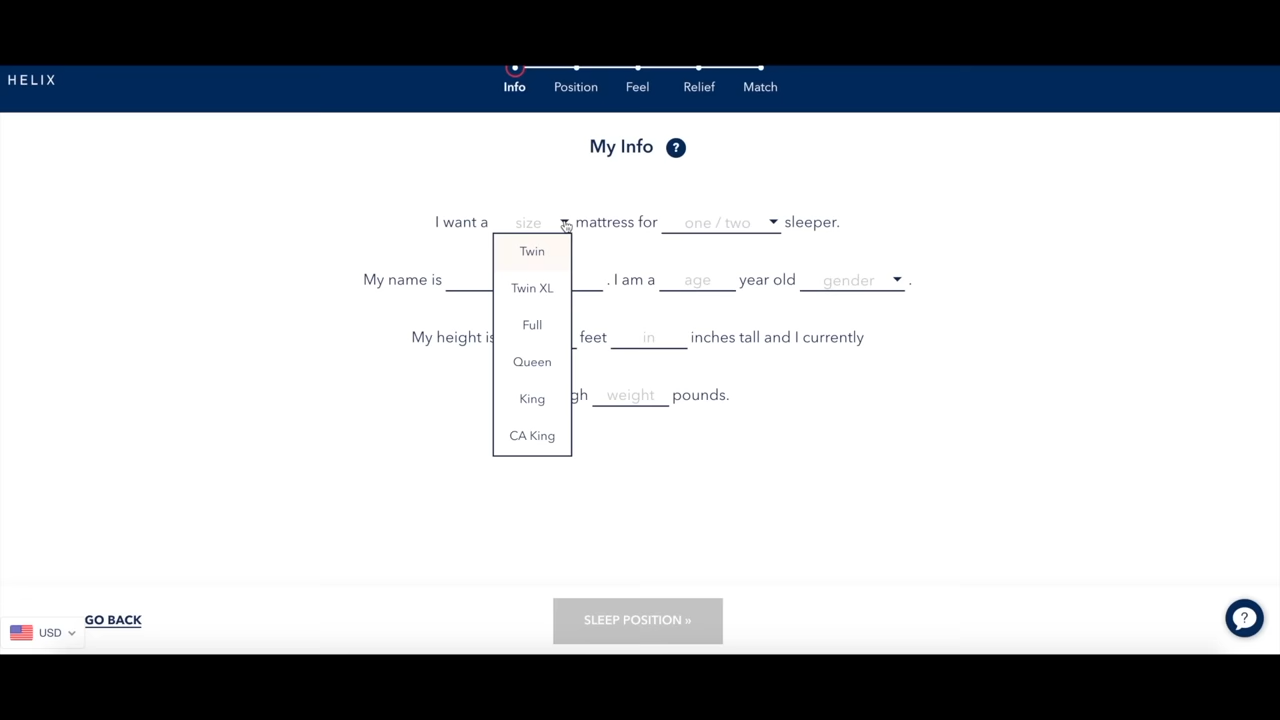 HELIX
Info Position Feel Relief Match
My Info ?
I want a size mattress for one / two sleeper.
Twin
My name is . I am a age year old gender .
Twin XL
Full
My height is feet in inches tall and I currently
Queen
gh weight pounds.
King
CA King
GO BACK
SLEEP POSITION »
USD
?